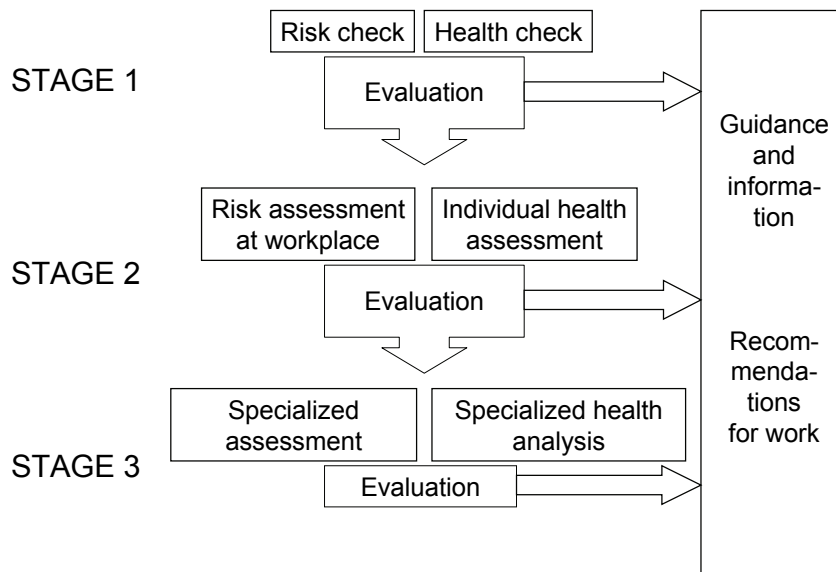 Risk check
Health check
STAGE 1
Evaluation
Guidance
and
informa-
tion
Risk assessment
at workplace
Individual health
assessment
STAGE 2
Evaluation
Recom-
menda-
tions
for work
Specialized
assessment
Specialized health
analysis
STAGE 3
Evaluation